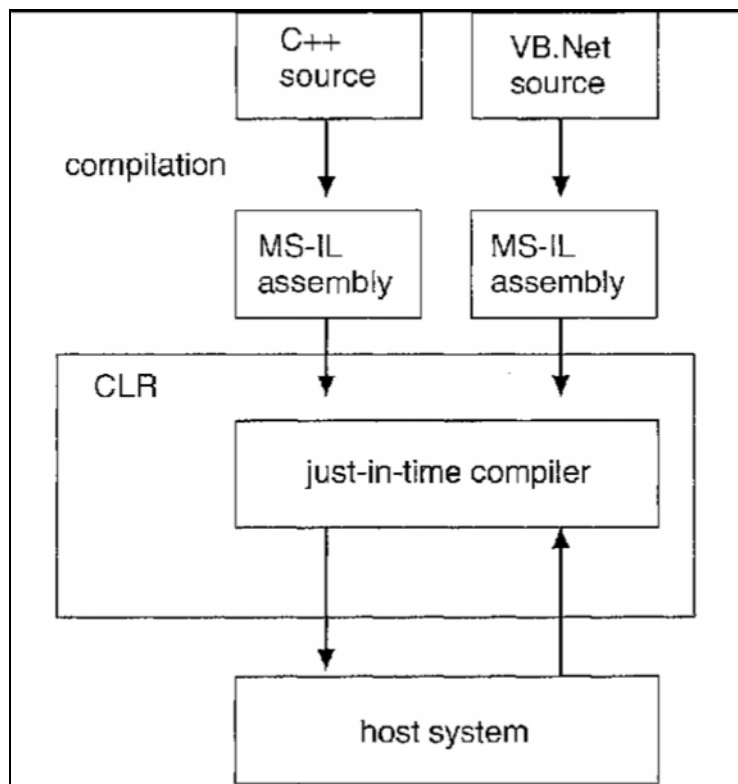 C++
source
VB.Net
source
compilation
MS-IL
assembly
MS-IL
assembly
CLR
just-in-time compiler
host system